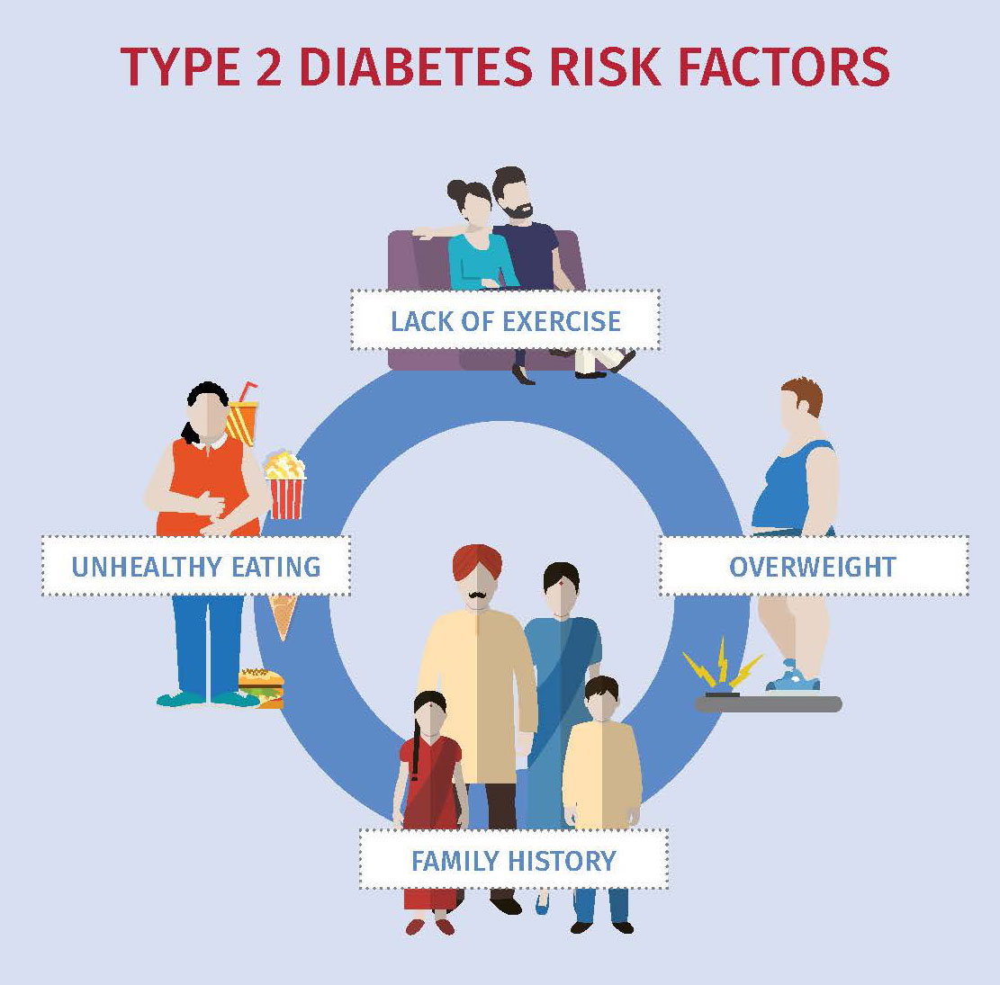 TYPE 2 DIABETES RISK FACTORS
LACK OF EXERCISE
UNHEALTHY EATING
OVERWEIGHT
FAMILY HISTORY